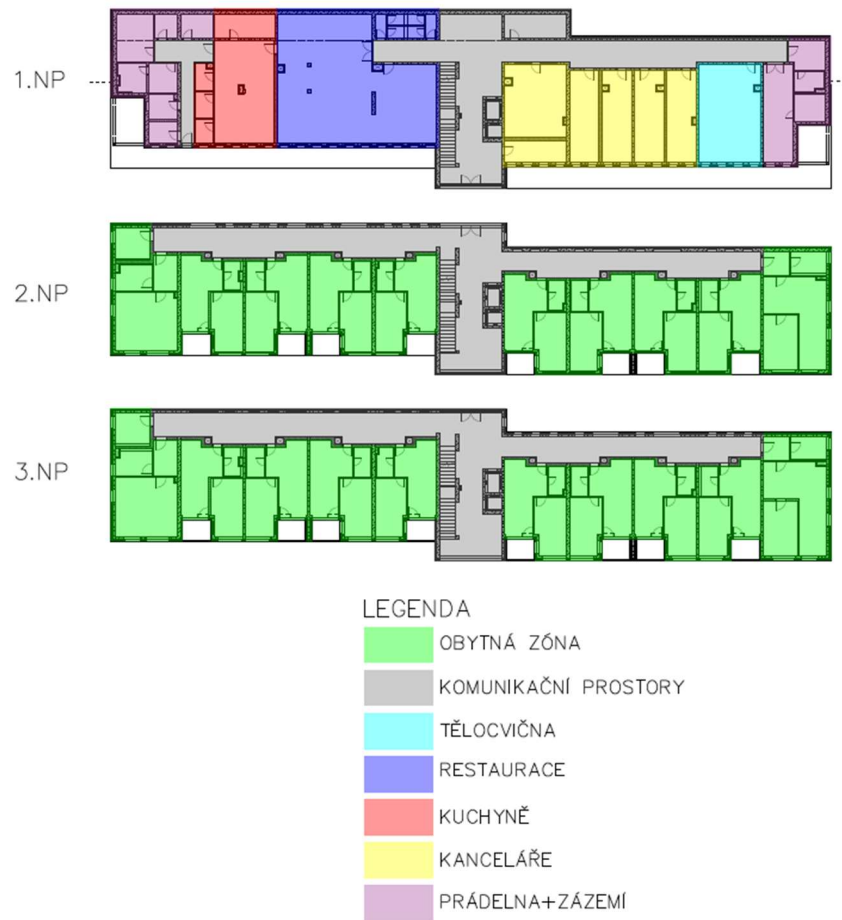 1.NP
2.NP
3.NP
LEGENDA
OBYTNÁ ZÓNA
KOMUNIKAČNÍ PROSTORY
TĚLOCVIČNA
RESTAURACE
KUCHYNĚ
KANCELÁŘE
PRÁDELNA+ZÁZEMÍ